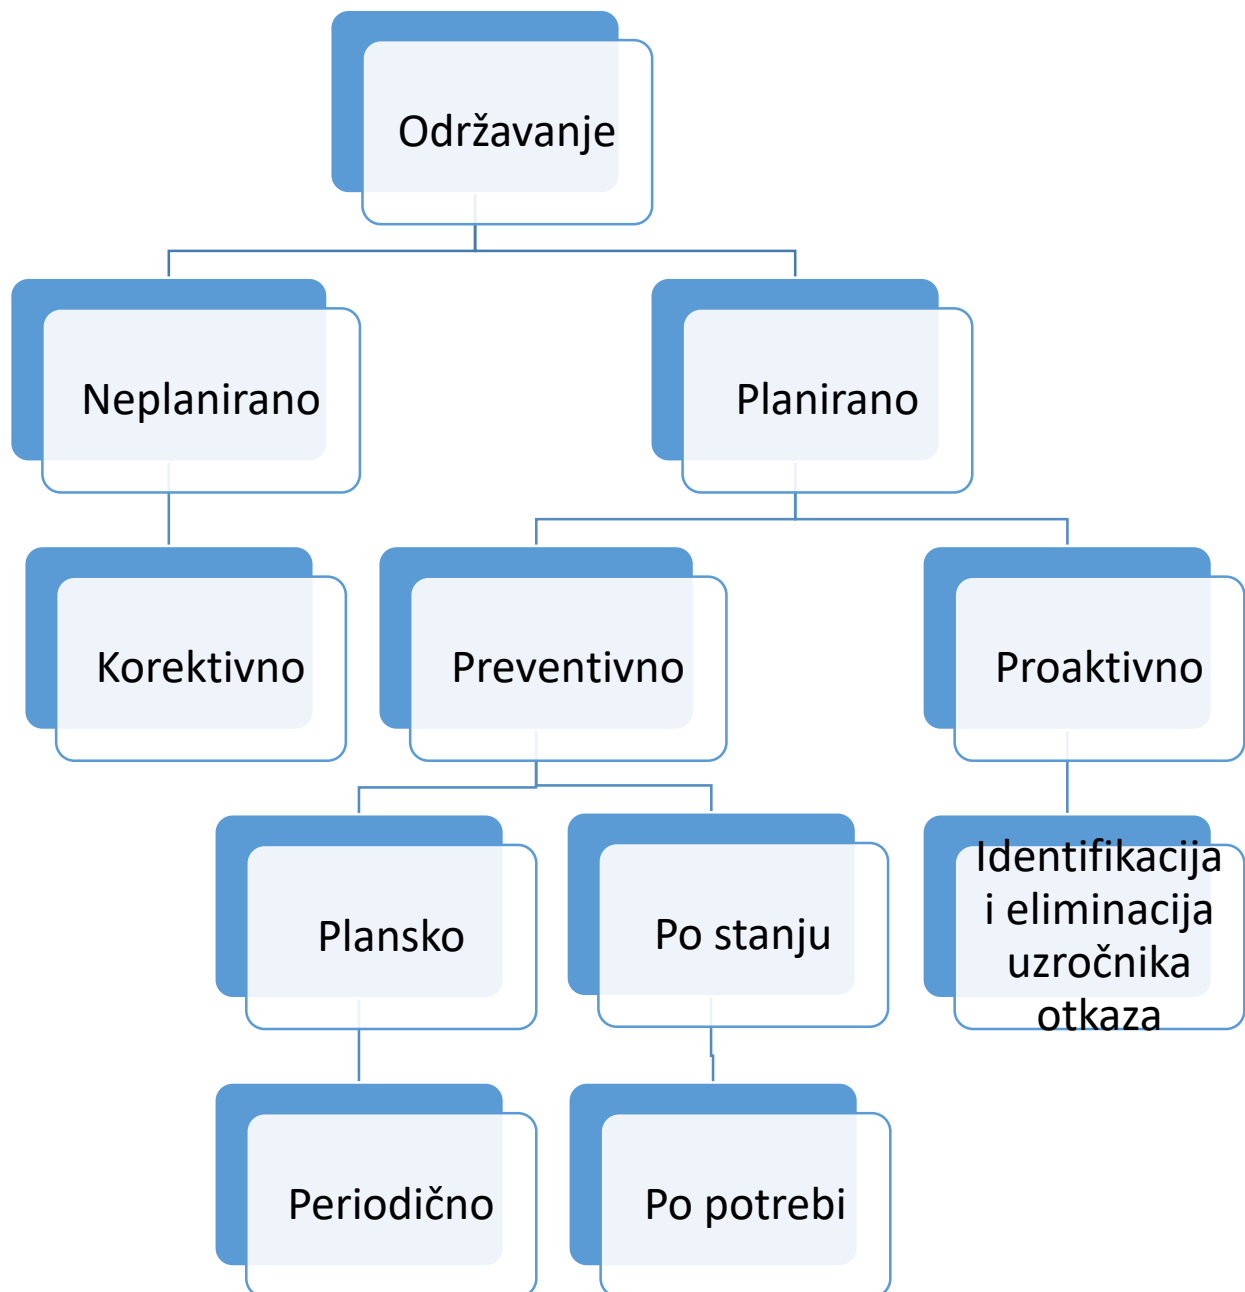 Održavanje
Neplanirano
Planirano
Korektivno
Preventivno
Proaktivno
Plansko
Po stanju
Identifikacija
i eliminacija
uzročnika
otkaza
Periodično
Po potrebi